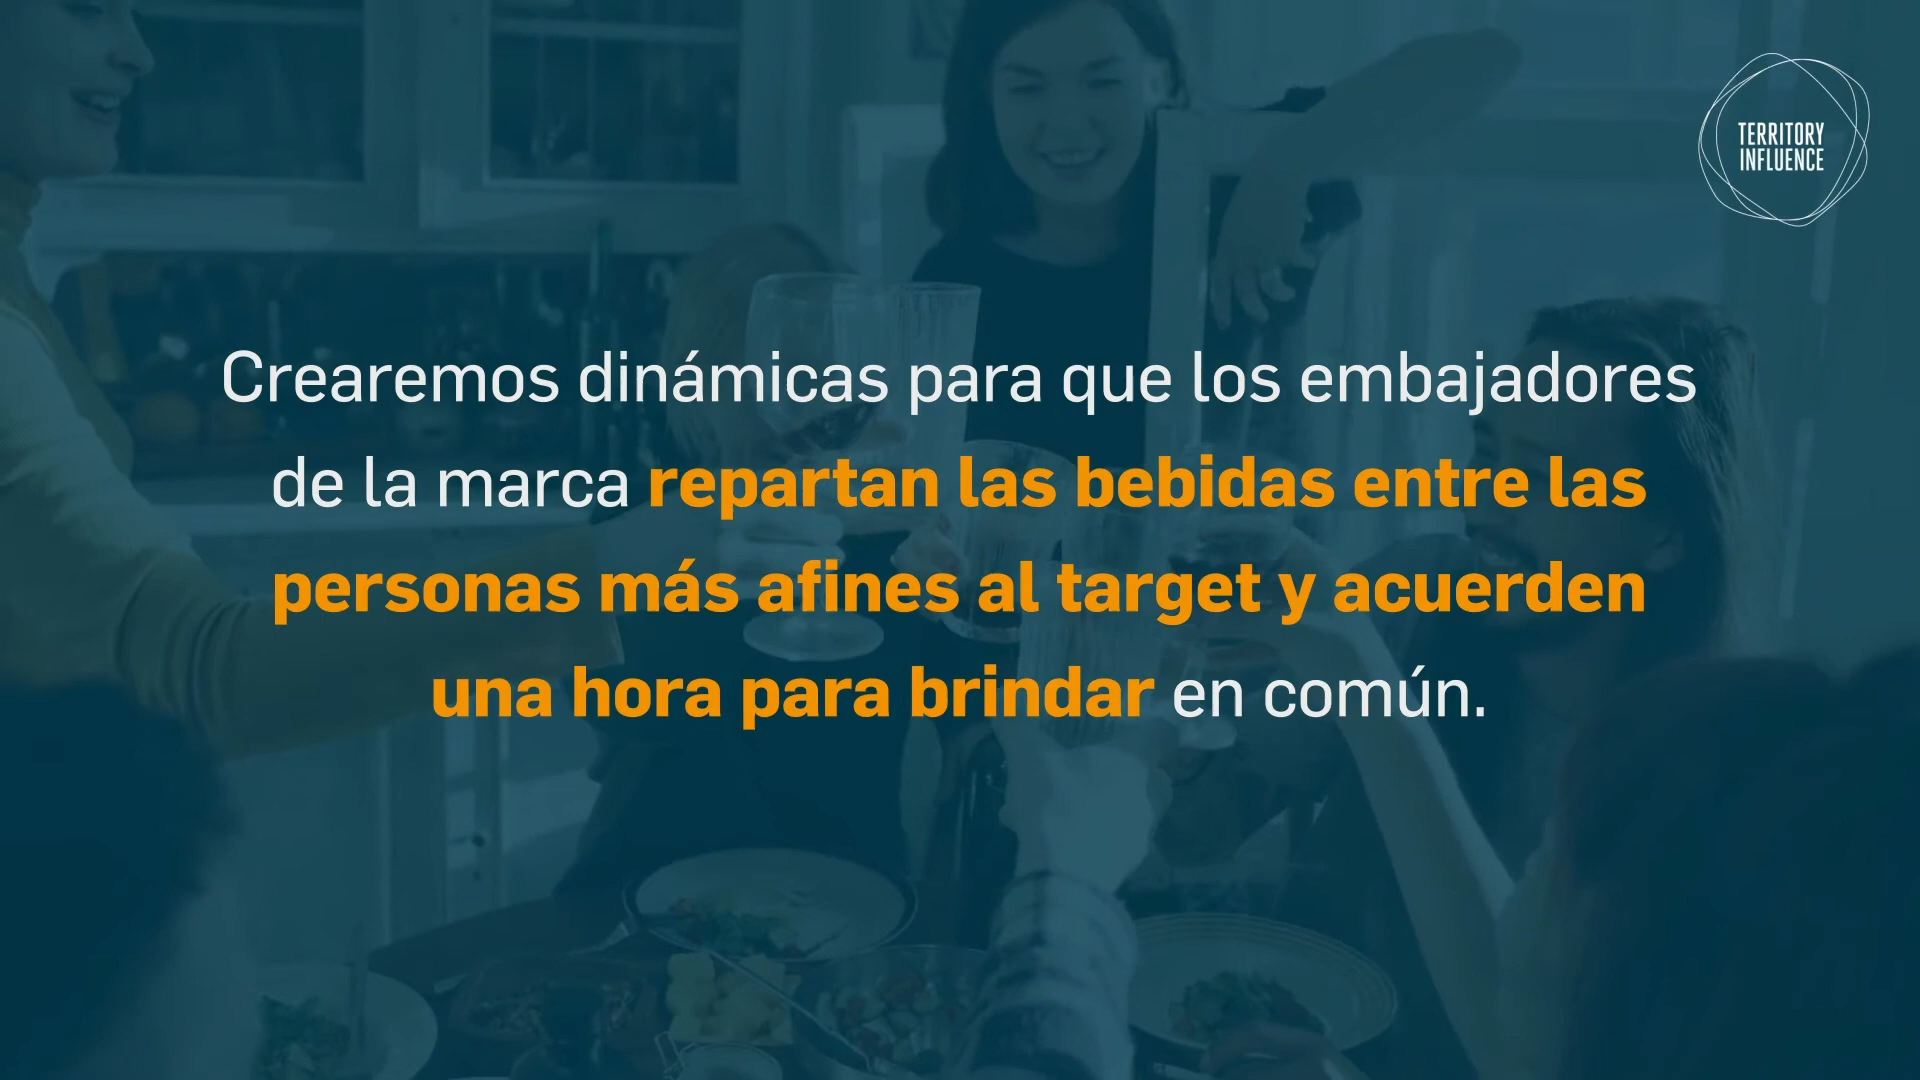 TERRITORY
INFLUENCE
Crearemos dinámicas para que los embajadores
de la marca repartan las bebidas entre las
personas más afines al target y acuerden
una hora para brindar en común.